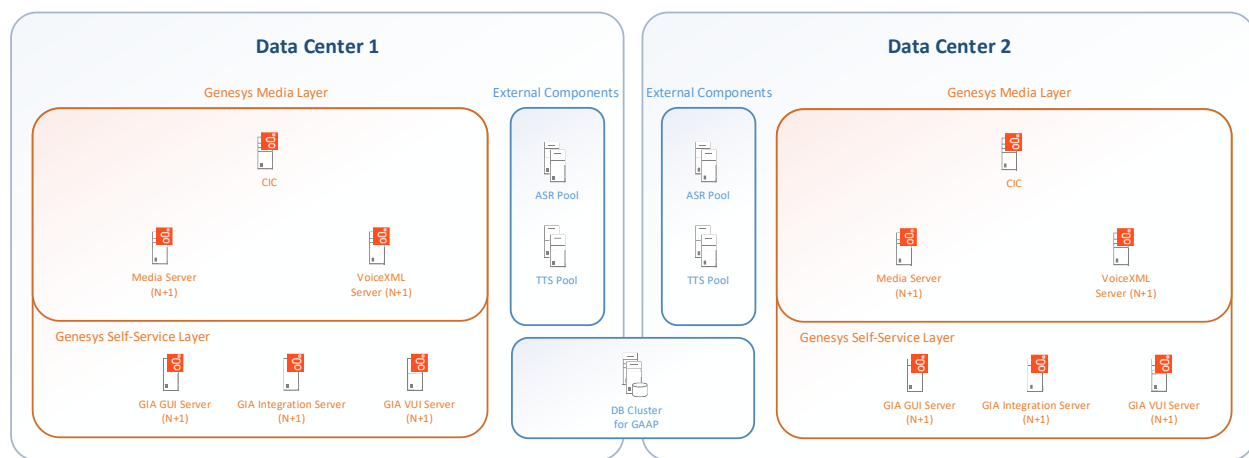 Data Center 1
Genesys Media Layer
CIC
Media Server
(N+1)
VoiceXML
Server (N+1)
Genesys Self-Service Layer
GIA GUI Server
(N+1)
GIA Integration Server
(N+1)
GIA VUI Server
(N+1)
External Components
ASR Pool
TTS Pool
DB Cluster
for GAAP
Data Center 2
External Components
ASR Pool
TTS Pool
Genesys Media Layer
CIC
Media Server
(N+1)
VoiceXML
Server (N+1)
Genesys Self-Service Layer
GIA GUI Server
(N+1)
GIA Integration Server
(N+1)
GIA VUI Server
(N+1)